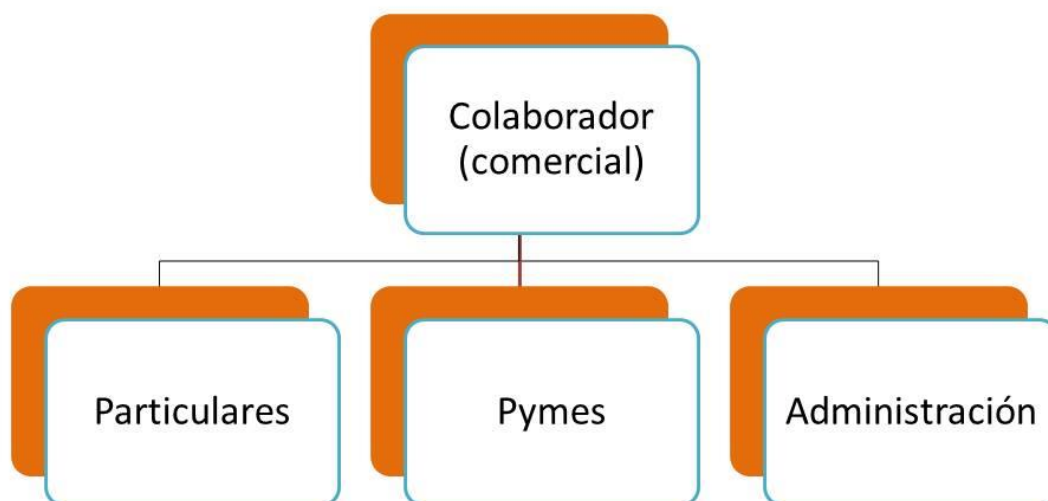 Colaborador
(comercial)
Particulares
Pymes
Administración